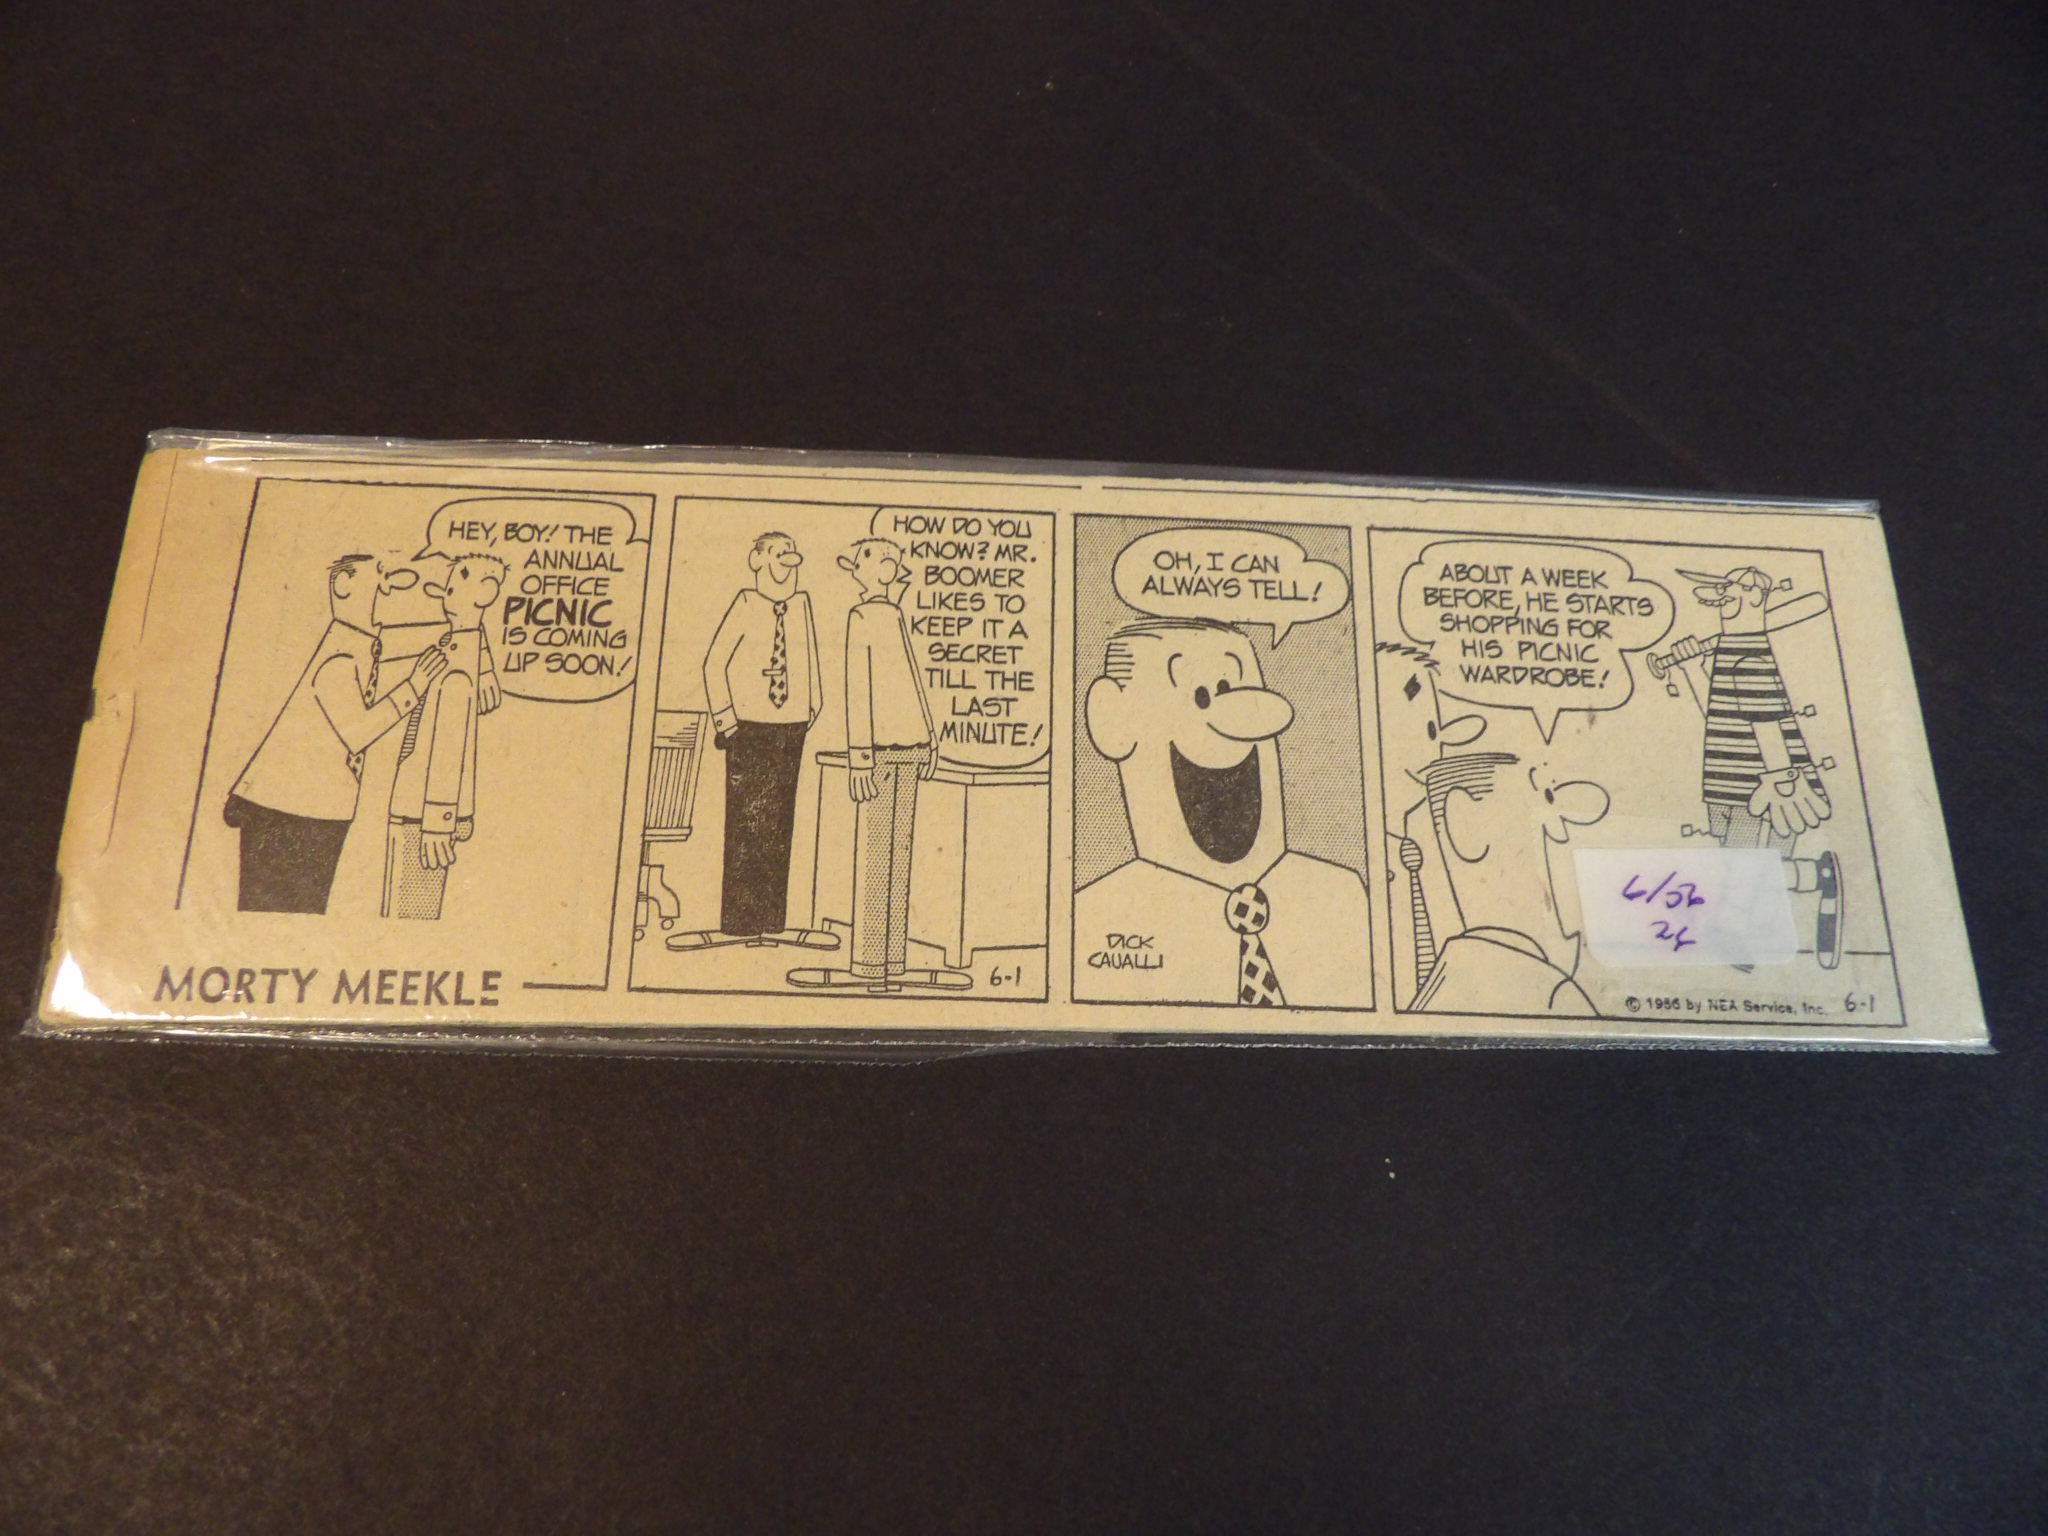 HEY, BOY! THE
ANNUAL
OFFICE
PICNIC
IS COMING
UP SOON!
MORTY MEEKLE
HOW DO YOU
KNOW? MR.
BOOMER
LIKES TO
KEEP IT A
SECRET
TILL THE
LAST
MINUTE!
6-1
OH, I CAN
ALWAYS TELL!
DICK
CAVALLI
ABOUT A WEEK
BEFORE, HE STARTS
SHOPPING FOR
HIS PICNIC
WARDROBE!
6/56
© 1956 by NEA Service, Inc. 6-1